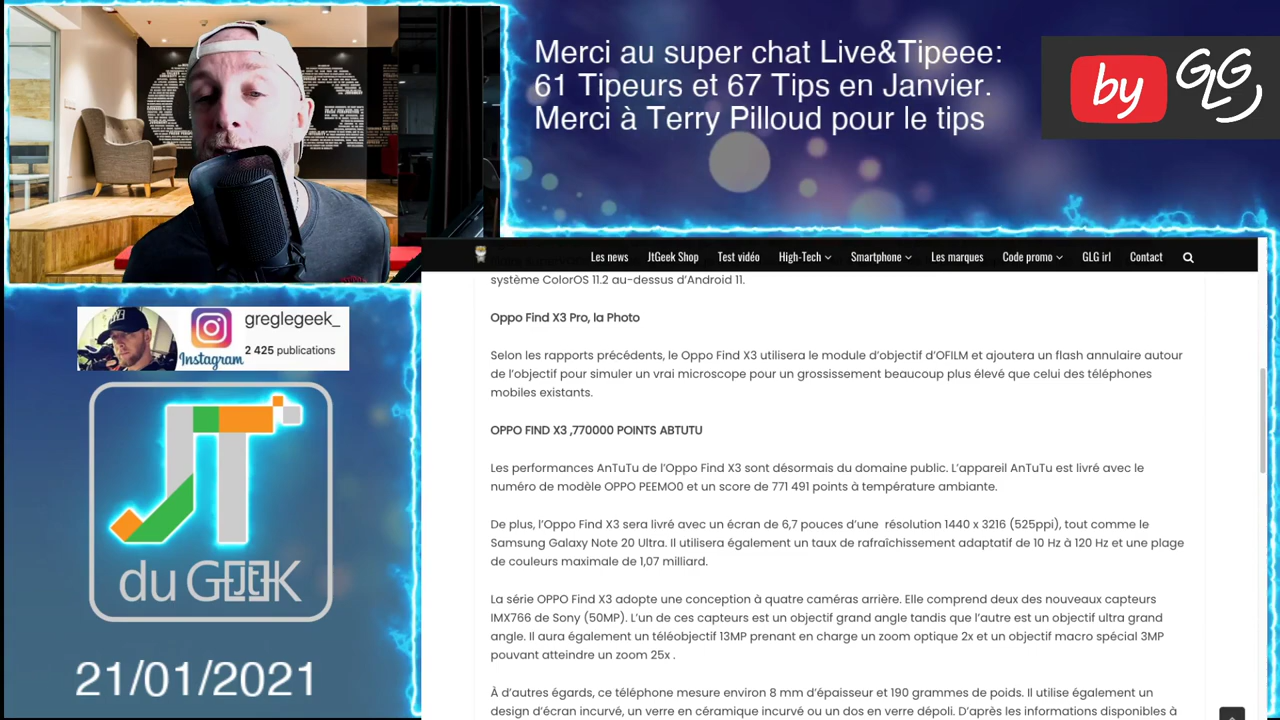 Merci au super chat Live&Tipeee:
61 Tipeurs et 67 Tips en Janvier.
Merci à Terry Pillouc pour le tips
by GLG
Les news JtGeek Shop Test vidéo High-Tech Smartphone Les marques Code promo GLG irl Contact
système ColorOS 11.2 au-dessus d’Android 11.
Oppo Find X3 Pro, la Photo
Selon les rapports précédents, le Oppo Find X3 utilisera le module d’objectif d’OFILM et ajoutera un flash annulaire autour
de l’objectif pour simuler un vrai microscope pour un grossissement beaucoup plus élevé que celui des téléphones
mobiles existants.
OPPO FIND X3 ,770000 POINTS ABTUTU
Les performances AnTuTu de l’Oppo Find X3 sont désormais du domaine public. L’appareil AnTuTu est livré avec le
numéro de modèle OPPO PEEM00 et un score de 771 491 points à température ambiante.
De plus, l’Oppo Find X3 sera livré avec un écran de 6,7 pouces d’une résolution 1440 x 3216 (525ppi), tout comme le
Samsung Galaxy Note 20 Ultra. Il utilisera également un taux de rafraîchissement adaptatif de 10 Hz à 120 Hz et une plage
de couleurs maximale de 1,07 milliard.
La série OPPO Find X3 adopte une conception à quatre caméras arrière. Elle comprend deux des nouveaux capteurs
IMX766 de Sony (50MP). L’un de ces capteurs est un objectif grand angle tandis que l’autre est un objectif ultra grand
angle. Il aura également un téléobjectif 13MP prenant en charge un zoom optique 2x et un objectif macro spécial 3MP
pouvant atteindre un zoom 25x .
À d’autres égards, ce téléphone mesure environ 8 mm d’épaisseur et 190 grammes de poids. Il utilise également un
design d’écran incurvé, un verre en céramique incurvé ou un dos en verre dépoli. D’après les informations disponibles à
greglegeek_
2 425 publications
Instagram
JT
du GEEK
21/01/2021